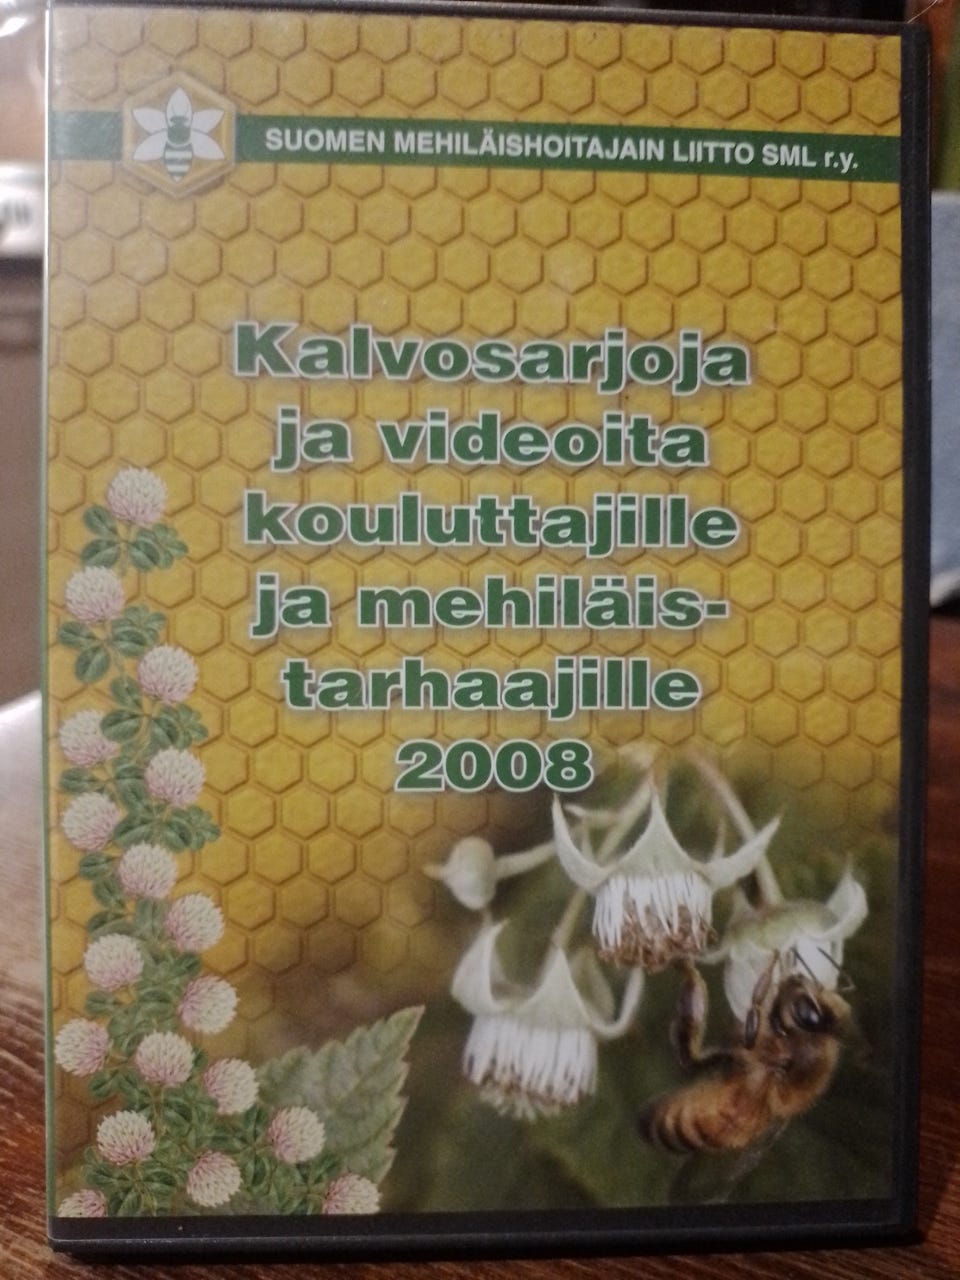 SUOMEN MEHILÄISHOITAJAIN LIITTO SML r.y.
Kalvosarjoja
ja videoita
kouluttajille
ja mehiläis-
tarhaajille
2008